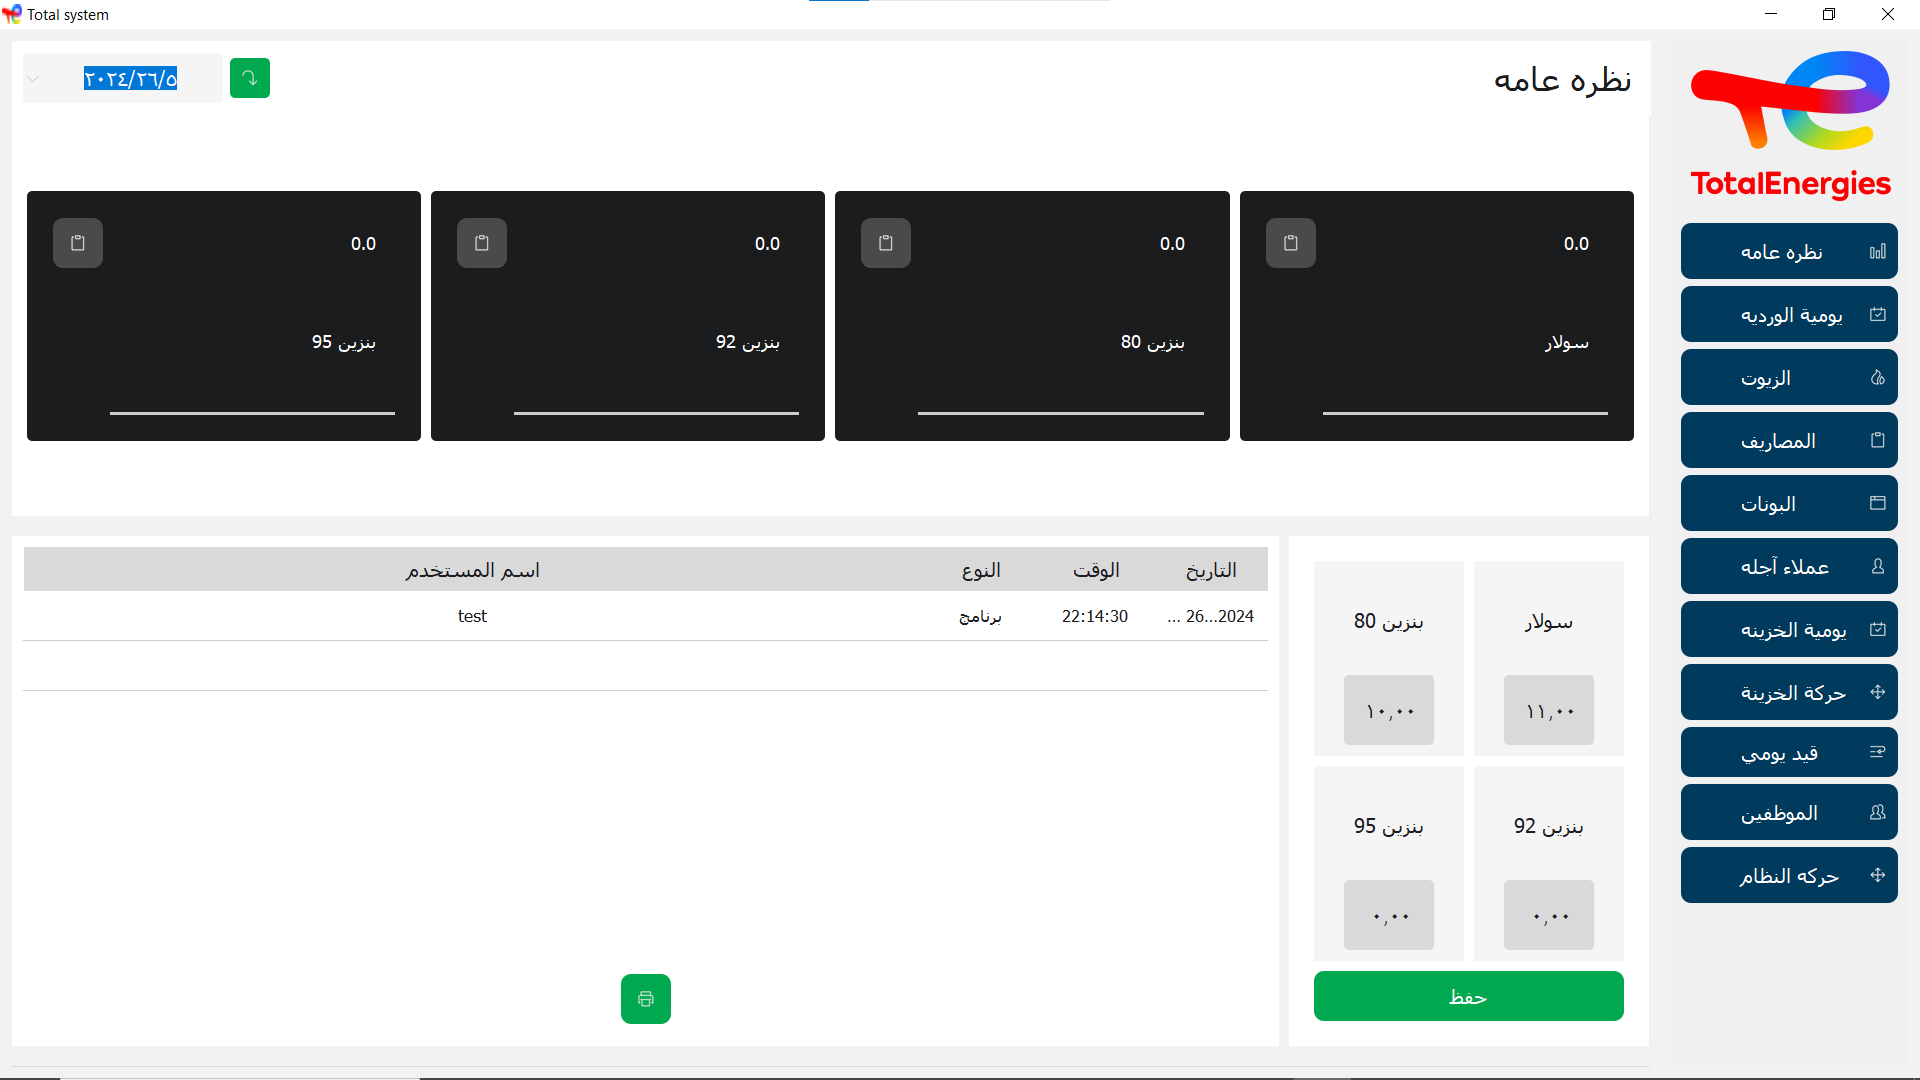 Total system
نظره عامه
٢٠٢٤/٢٦/٥
TotalEnergies
0.0
سولار
0.0
بنزين 80
0.0
بنزين 92
0.0
بنزين 95
نظره عامه
يومية الورديه
الزيوت
المصاريف
البونات
عملاء آجله
يومية الخزينه
حركة الخزينة
قيد يومي
الموظفين
حركه النظام
التاريخ الوقت النوع اسم المستخدم
2024...26 ... 22:14:30 برنامج test
سولار
١١,٠٠
بنزين 80
١٠,٠٠
بنزين 92
٠,٠٠
بنزين 95
٠,٠٠
حفظ